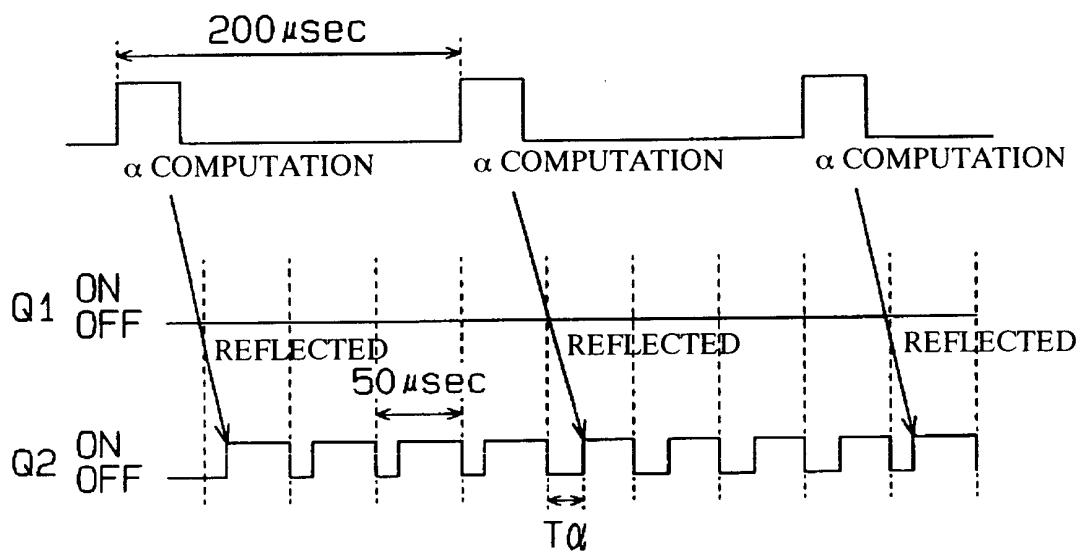 200μsec
α COMPUTATION
α COMPUTATION
α COMPUTATION
Q1 ON
OFF
REFLECTED
REFLECTED
REFLECTED
50μsec
Q2 ON
OFF
Tα